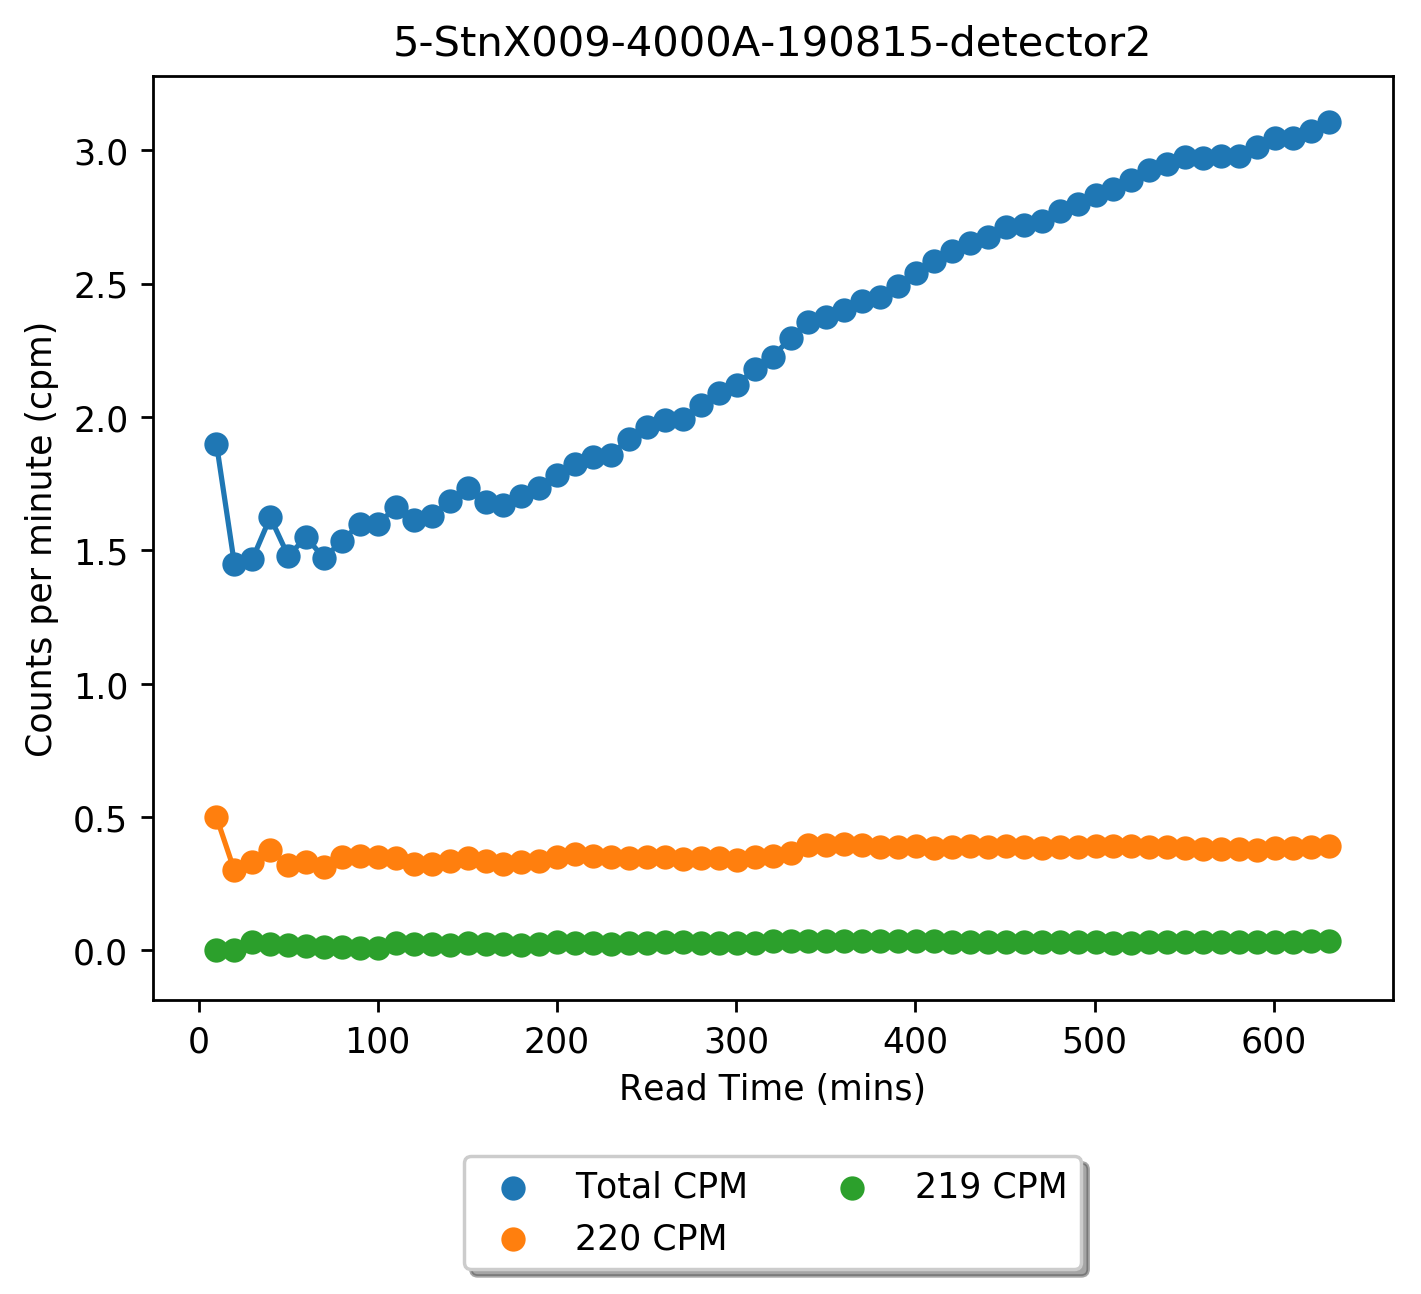 5-StnX009-4000A-190815-detector2
Counts per minute (cpm)
3.0
2.5
2.0
1.5
1.0
0.5
0.0
0 100 200 300 400 500 600
Read Time (mins)
Total CPM 219 CPM
220 CPM